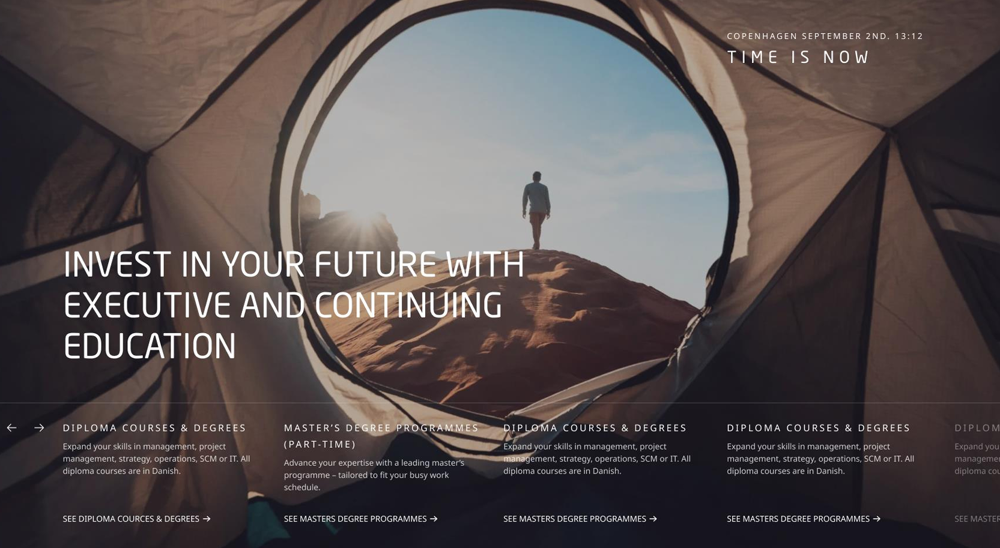 COPENHAGEN SEPTEMBER 2ND. 13:12
TIME IS NOW
INVEST IN YOUR FUTURE WITH
EXECUTIVE AND CONTINUING
EDUCATION
DIPLOMA COURSES & DEGREES
Expand your skills in management, project
management, strategy, operations, SCM or IT. All
diploma courses are in Danish.
SEE DIPLOMA COURCES & DEGREES
MASTER’S DEGREE PROGRAMMES
(PART-TIME)
Advance your expertise with a leading master’s
programme – tailored to fit your busy work
schedule.
SEE MASTERS DEGREE PROGRAMMES
DIPLOMA COURSES & DEGREES
Expand your skills in management, project
management, strategy, operations, SCM or IT. All
diploma courses are in Danish.
SEE MASTERS DEGREE PROGRAMMES
DIPLOMA COURSES & DEGREES
Expand your skills in management, project
management, strategy, operations, SCM or IT. All
diploma courses are in Danish.
SEE MASTERS DEGREE PROGRAMMES
Expand
SEE